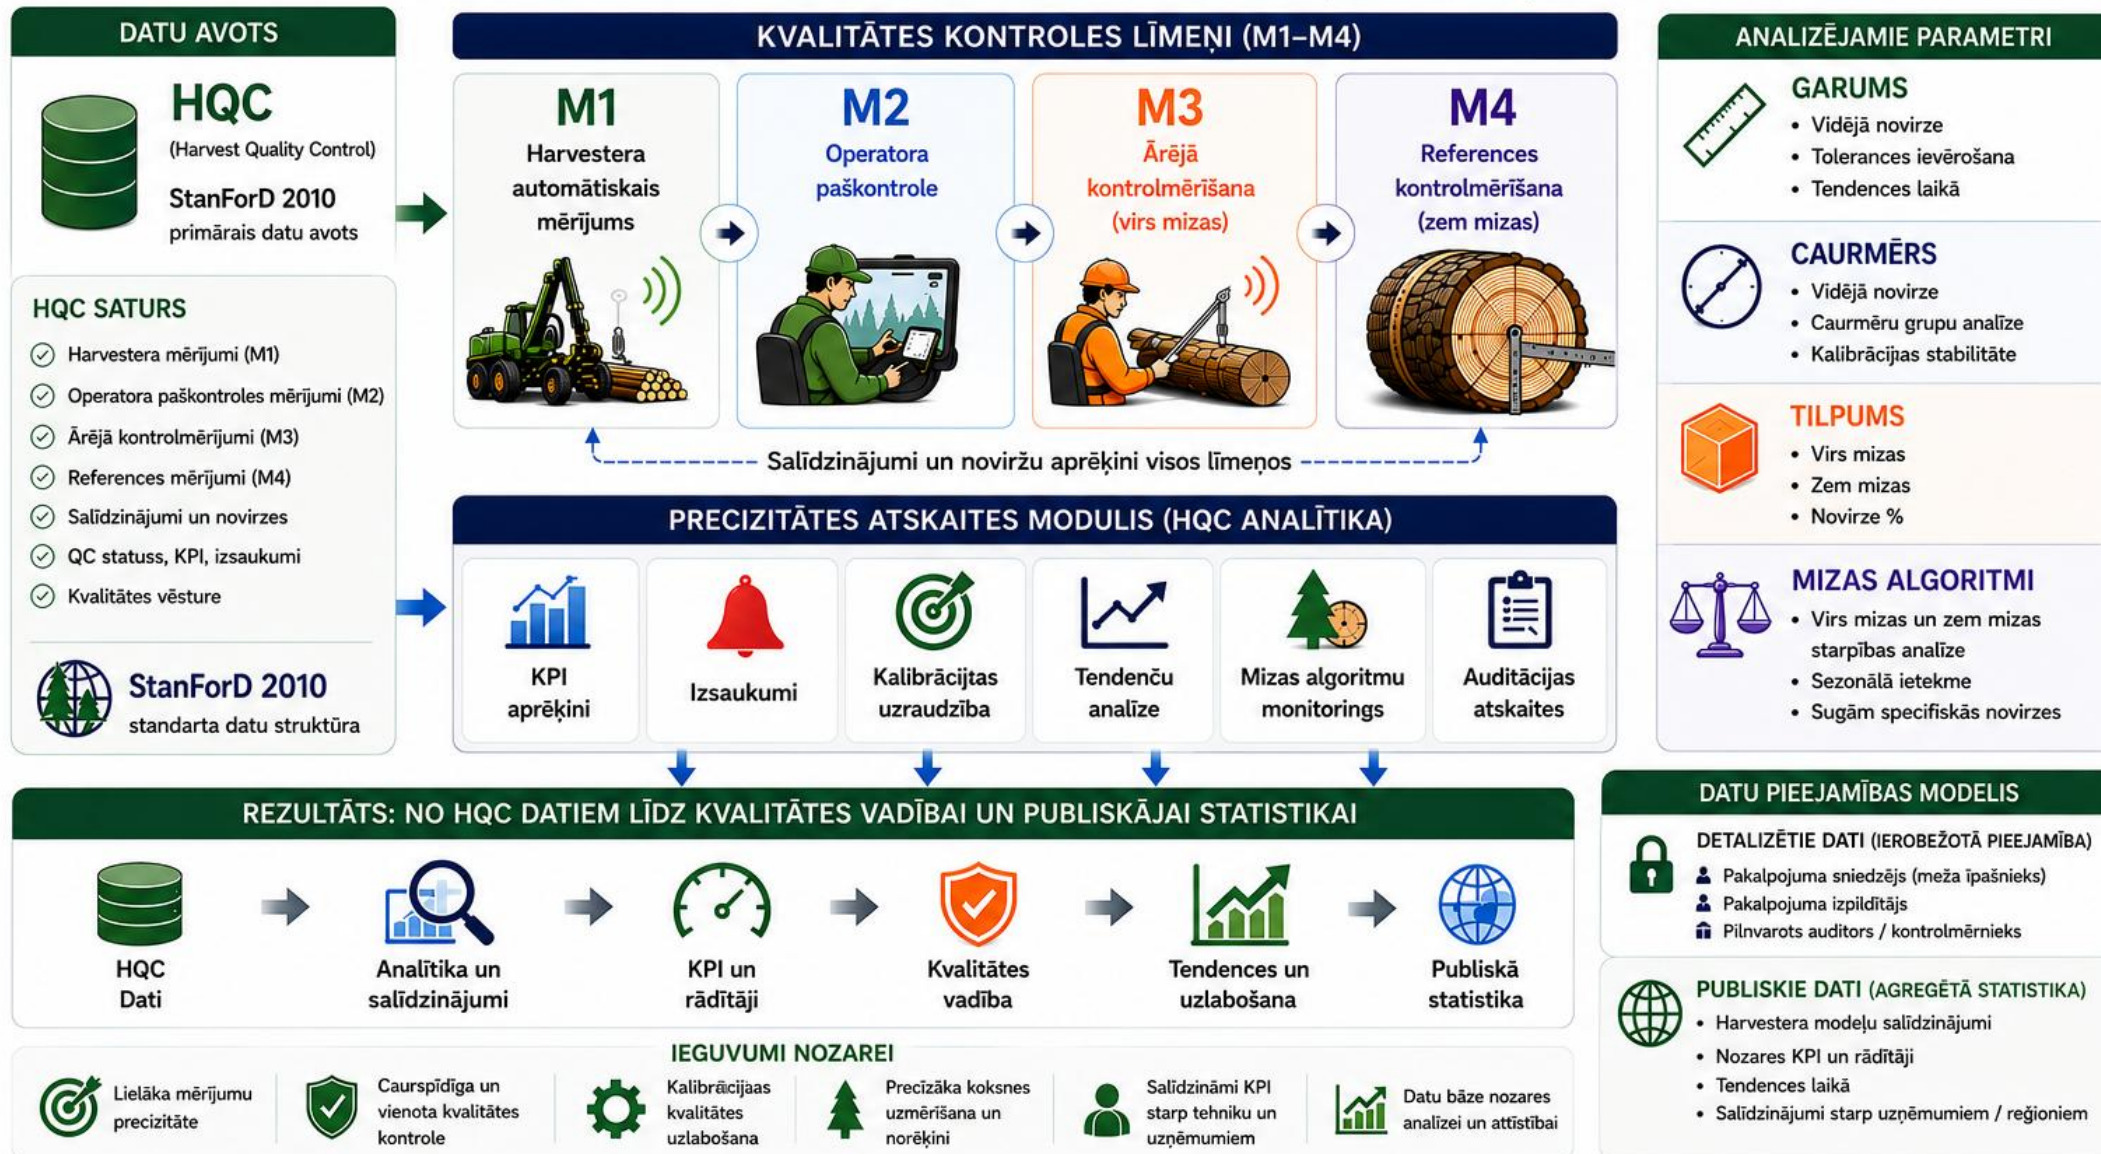 DATU AVOTS
HQC
(Harvest Quality Control)
StanForD 2010
primārais datu avots
HQC SATURS
Harvestera mērījumi (M1)
Operatora paškontroles mērījumi (M2)
Ārējā kontrolmērījumi (M3)
References mērījumi (M4)
Salīdzinājumi un novirzes
QC statuss, KPI, izsaukumi
Kvalitātes vēsture
StanForD 2010
standarta datu struktūra
KVALITĀTES KONTROLES LĪMEŅI (M1–M4)
M1
Harvestera
automātiskais
mērījums
M2
Operatora
paškontrole
M3
Ārējā
kontrolmērīšana
(virs mizas)
M4
References
kontrolmērīšana
(zem mizas)
Salīdzinājumi un noviržu aprēķini visos līmeņos
PRECIZITĀTES ATSKAITES MODULIS (HQC ANALĪTIKA)
KPI
aprēķini
Izsaukumi
Kalibrācijtas
uzraudzība
Tendenču
analīze
Mizas algoritmu
monitorings
Auditācijas
atskaites
ANALIZĒJAMIE PARAMETRI
GARUMS
• Vidējā novirze
• Tolerances ievērošana
• Tendences laikā
CAURMĒRS
• Vidējā novirze
• Caurmēru grupu analīze
• Kalibrācijas stabilitāte
TILPUMS
• Virs mizas
• Zem mizas
• Novirze %
MIZAS ALGORITMI
• Virs mizas un zem mizas
starpības analīze
• Sezonālā ietekme
• Sugām specifiskās novirzes
REZULTĀTS: NO HQC DATIEM LĪDZ KVALITĀTES VADĪBAI UN PUBLISKĀJAI STATISTIKAI
HQC
Dati
Analītika un
salīdzinājumi
KPI un
rādītāji
Kvalitātes
vadība
Tendences un
uzlabošana
Publiskā
statistika
IEGUVUMI NOZAREI
Lielāka mērījumu
precizitāte
Caurspīdīga un
vienota kvalitātes
kontrole
kvalitātes
uzlabošana
Precīzāka koksnes
uzmērīšana un
norēķini
Salīdzināmi KPI
starp tehniku un
uzņēmumiem
Datu bāze nozares
analīzei un attīstībai
DATU PIEEJAMĪBAS MODELIS
DETALIZĒTIE DATI (IEROBEŽOTĀ PIEEJAMĪBA)
Pakalpojuma sniedzējs (meža īpašnieks)
Pakalpojuma izpildītājs
Pilnvarots auditors / kontrolmērnieks
PUBLISKIE DATI (AGREGĒTĀ STATISTIKA)
• Harvestera modeļu salīdzinājumi
• Nozares KPI un rādītāji
• Tendences laikā
• Salīdzinājumi starp uzņēmumiem / reģioniem